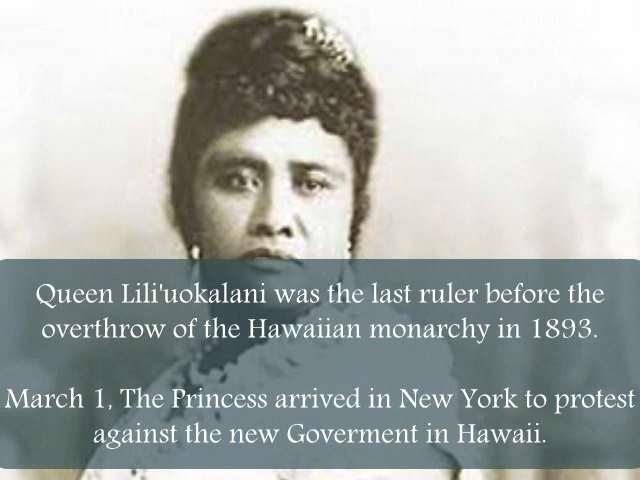 Queen Lili'uokalani was the last ruler before the
overthrow of the Hawaiian monarchy in 1893.
March 1, The Princess arrived in New York to protest
against the new Goverment in Hawaii.